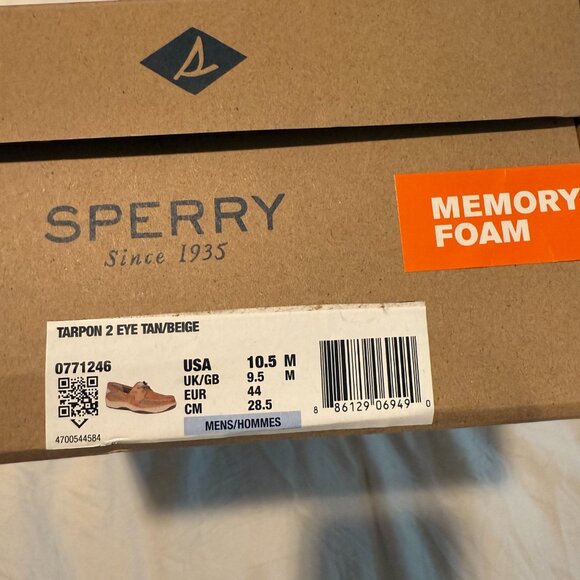 SPERRY
Since 1935
MEMORY
FOAM
TARPON 2 EYE TAN/BEIGE
0771246
USA 10.5 M
UK/GB 9.5 M
EUR 44
CM 28.5
MENS/HOMMES
4700544584
8 86129 06949 0